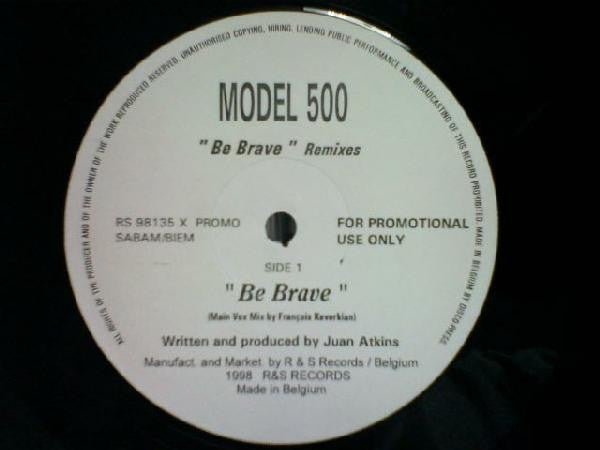 ALL RIGHTS OF THE PRODUCER AND OF THE OWNER OF THE WORK REPRODUCED RESERVED. UNAUTHORISED COPYING, HIRING, LENDING PUBLIC PERFORMANCE AND BROADCASTING OF THIS RECORD PROHIBITED. MADE IN BELGIUM BY DISCO-PRESS
MODEL 500
"Be Brave" Remixes
RS 98135 X PROMO
SABAM/BIEM
FOR PROMOTIONAL
USE ONLY
SIDE 1
"Be Brave"
(Main Vox Mix by François Keverkian)
Written and produced by Juan Atkins
Manufact. and Market. by R & S Records / Belgium
1998 R&S RECORDS
Made in Belgium